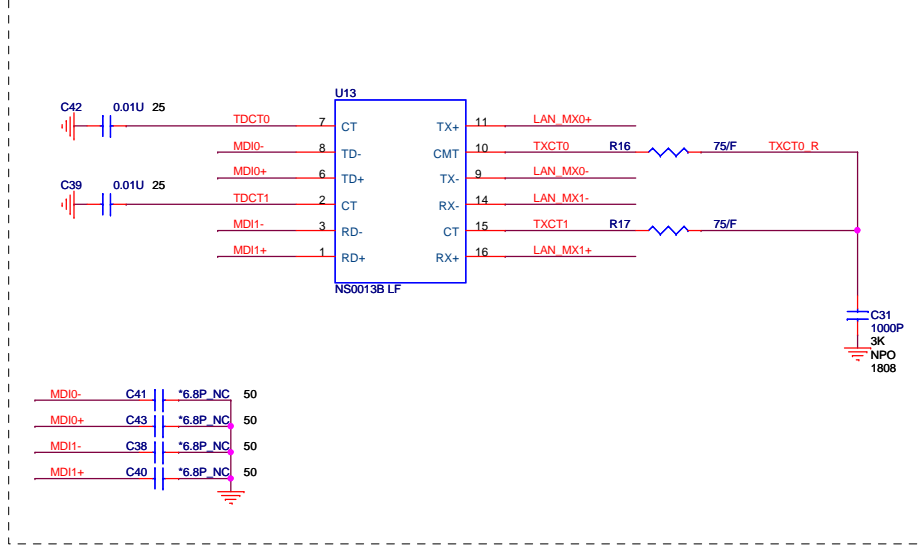 U13
C42 0.01U 25
TDCT0 7 CT TX+ 11 LAN_MX0+
MDI0- 8 TD- CMT 10 TXCT0 R16 75/F TXCT0_R
MDI0+ 6 TD+ TX- 9 LAN_MX0-
C39 0.01U 25
TDCT1 2 CT RX- 14 LAN_MX1-
MDI1- 3 RD- CT 15 TXCT1 R17 75/F
MDI1+ 1 RD+ RX+ 16 LAN_MX1+
NS0013B LF
C31
1000P
3K
NPO
1808
MDI0- C41 *6.8P_NC 50
MDI0+ C43 *6.8P_NC 50
MDI1- C38 *6.8P_NC 50
MDI1+ C40 *6.8P_NC 50